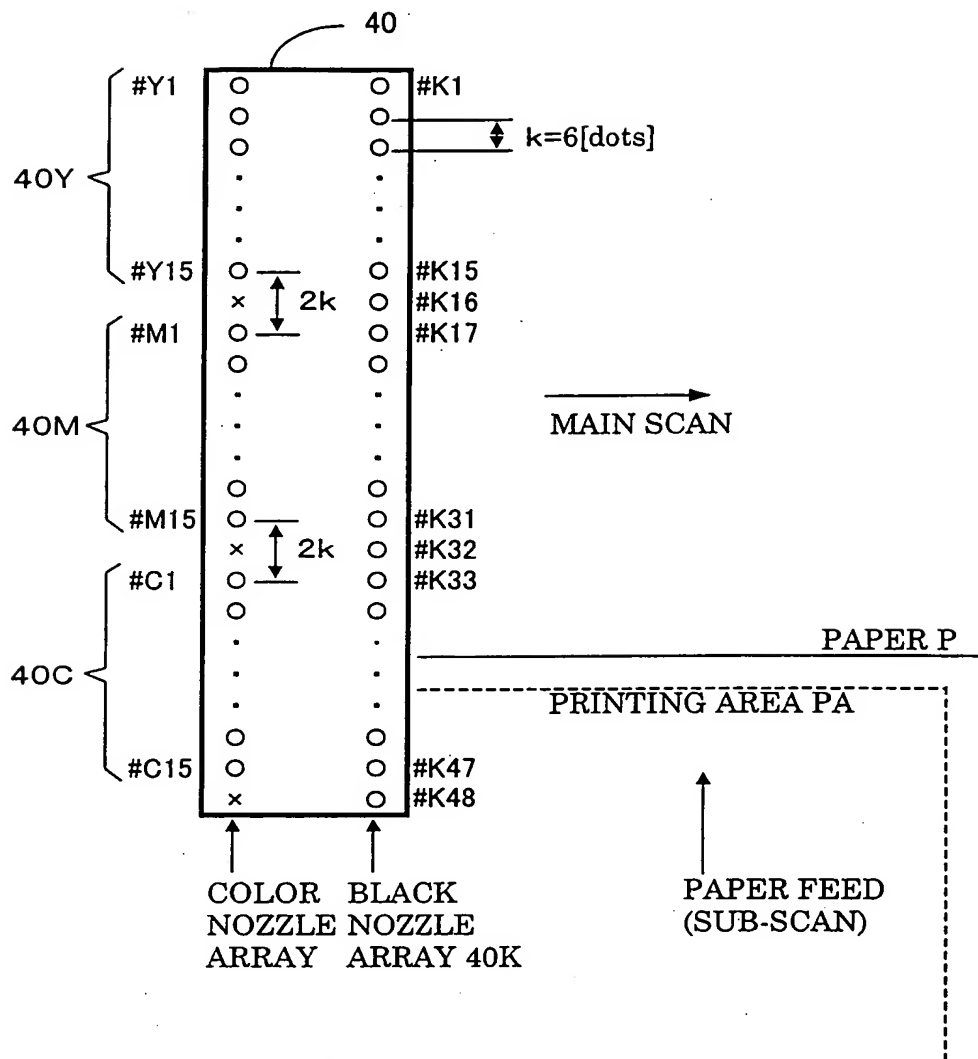 40
#Y1 #K1
k=6[dots]
40Y
#Y15 2k #K15
× #K16
#M1 #K17
40M
MAIN SCAN
#M15 2k #K31
× #K32
#C1 #K33
PAPER P
40C
PRINTING AREA PA
#C15 #K47
× #K48
COLOR NOZZLE ARRAY
BLACK NOZZLE ARRAY 40K
PAPER FEED
(SUB-SCAN)